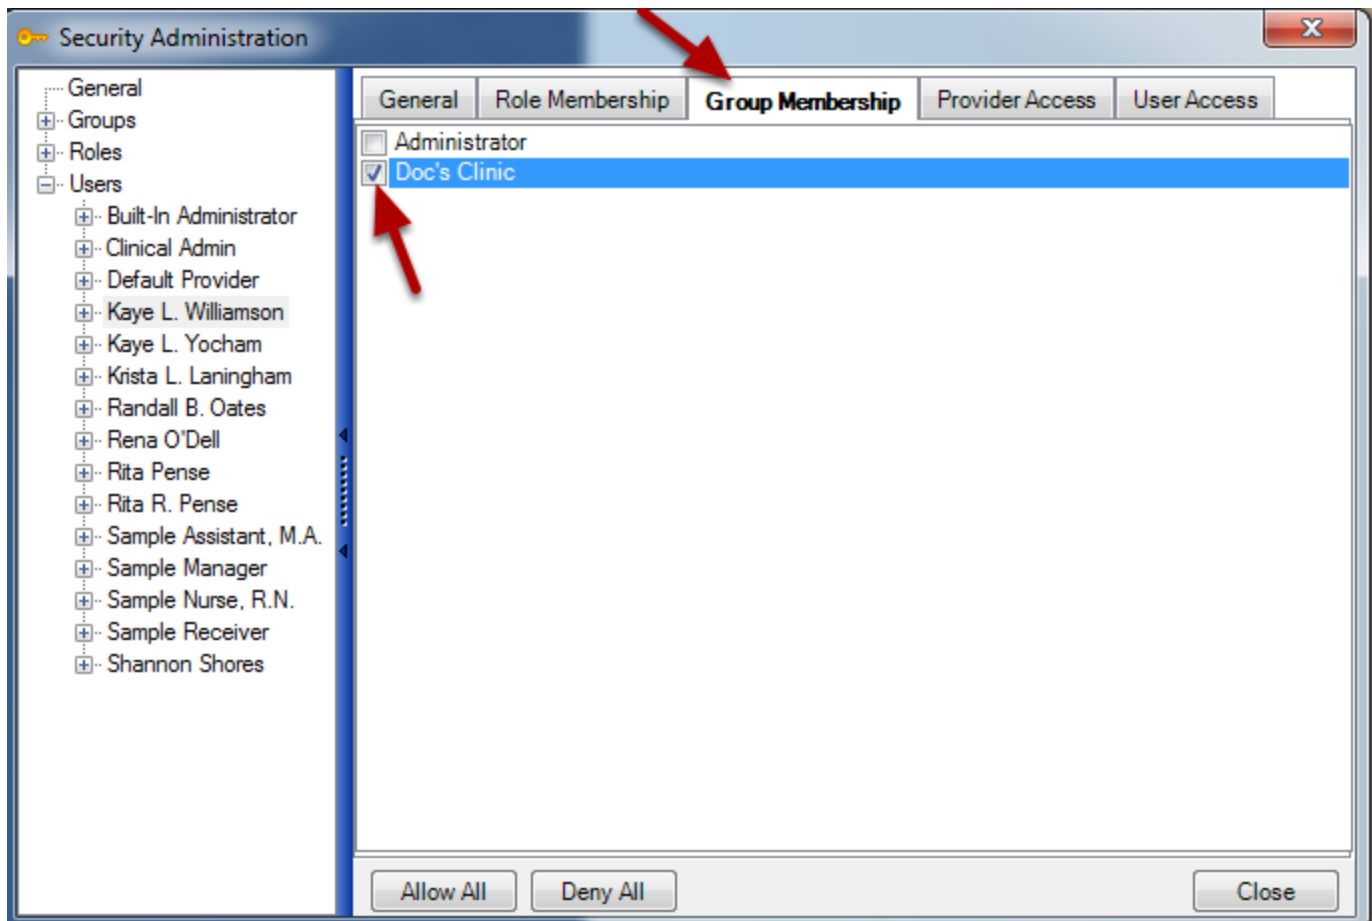 Security Administration
General
Groups
Roles
Users
Built-In Administrator
Clinical Admin
Default Provider
Kaye L. Williamson
Kaye L. Yocham
Krista L. Laningham
Randall B. Oates
Rena O'Dell
Rita Pense
Rita R. Pense
Sample Assistant, M.A.
Sample Manager
Sample Nurse, R.N.
Sample Receiver
Shannon Shores
General Role Membership Group Membership Provider Access User Access
Administrator
Doc's Clinic
Allow All Deny All Close